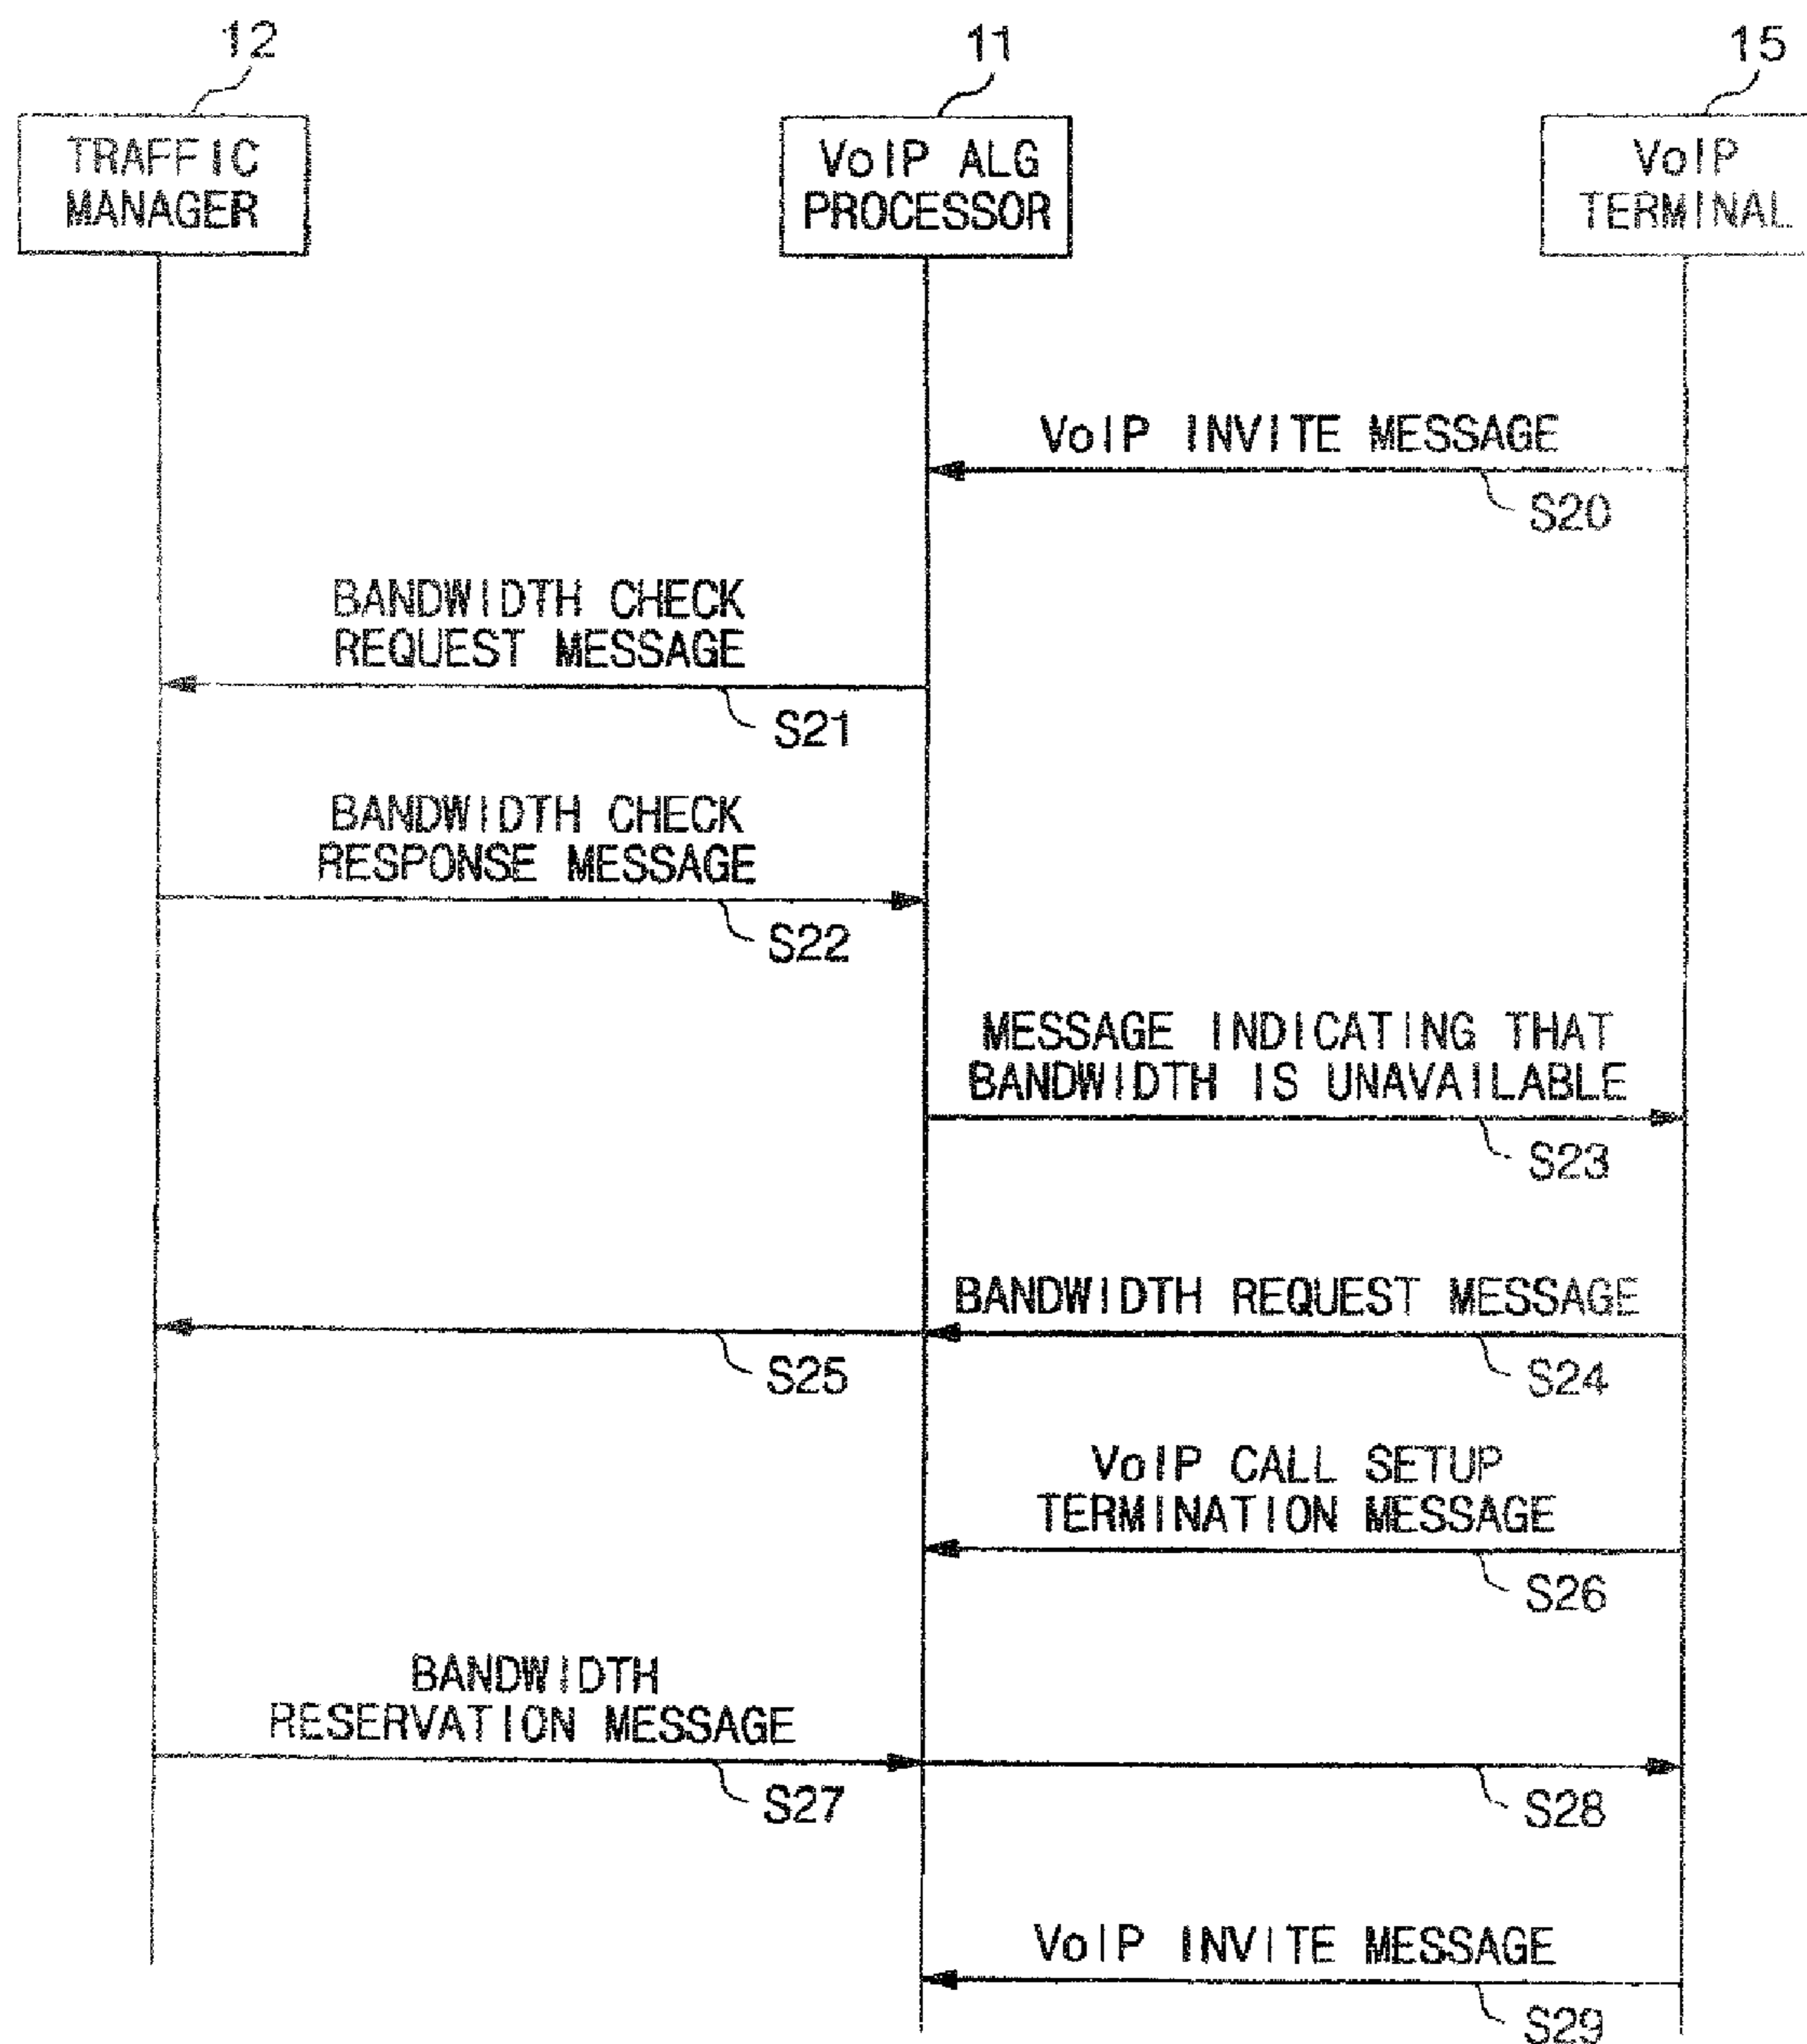 12
11
15
TRAFFIC
MANAGER
VoIP ALG
PROCESSOR
VoIP
TERMINAL
VoIP INVITE MESSAGE
S20
BANDWIDTH CHECK
REQUEST MESSAGE
S21
BANDWIDTH CHECK
RESPONSE MESSAGE
S22
MESSAGE INDICATING THAT
BANDWIDTH IS UNAVAILABLE
S23
BANDWIDTH REQUEST MESSAGE
S25
S24
VoIP CALL SETUP
TERMINATION MESSAGE
S26
BANDWIDTH
RESERVATION MESSAGE
S27
S28
VoIP INVITE MESSAGE
S29